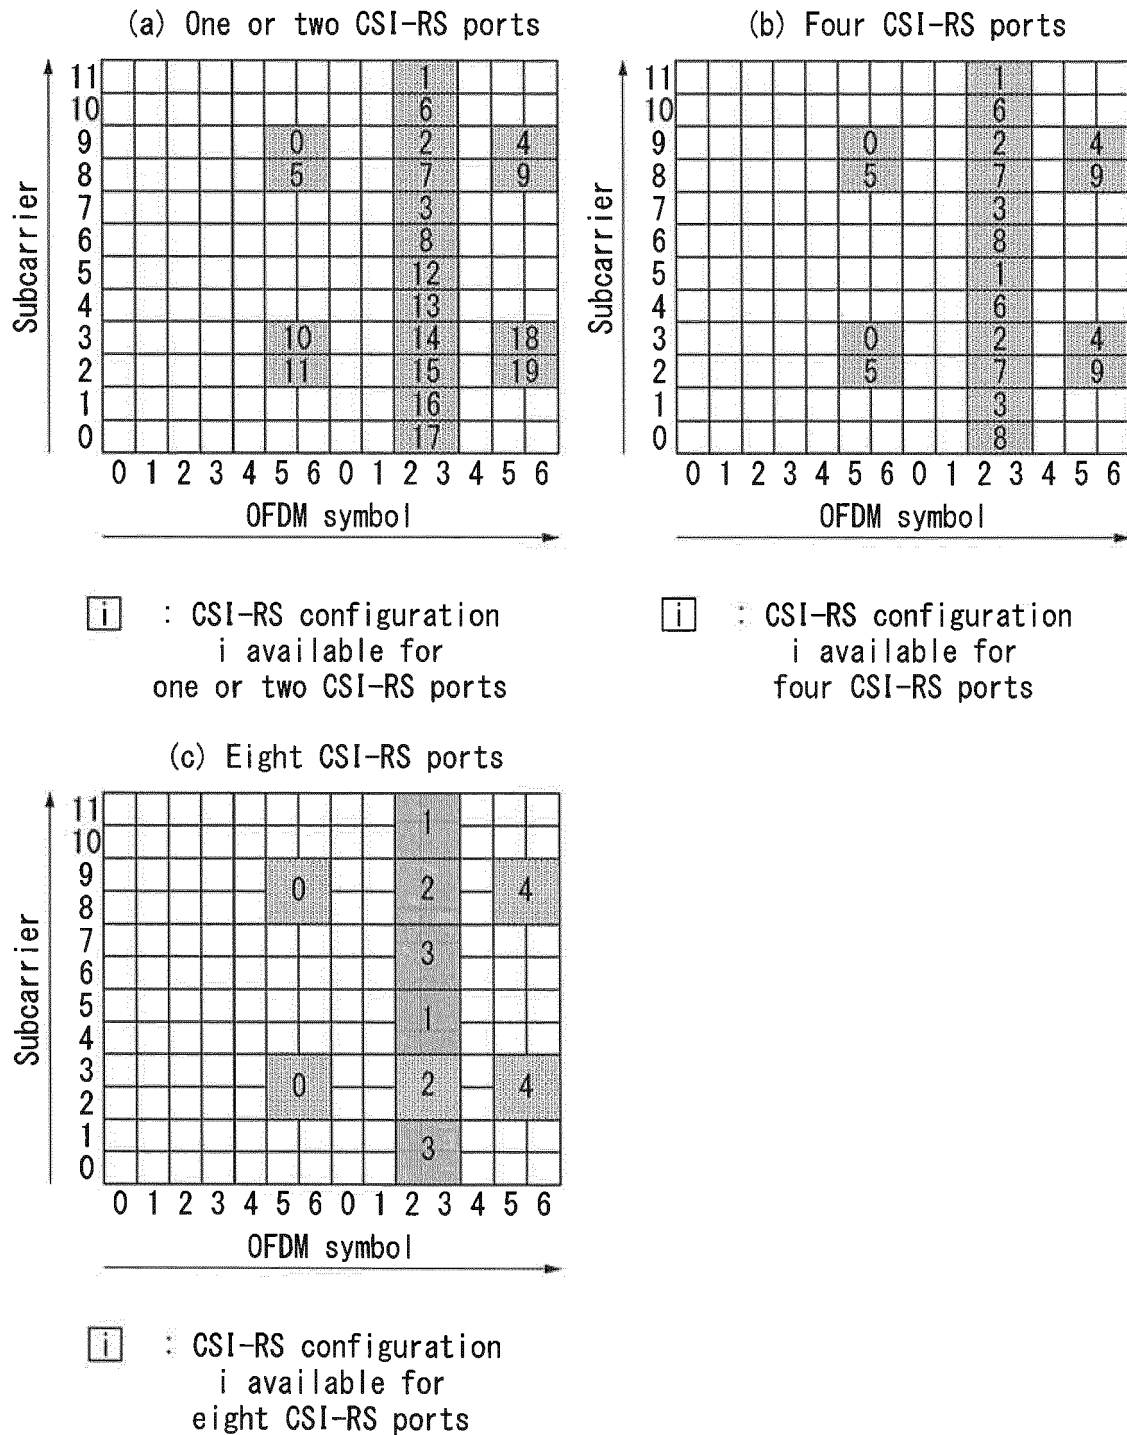 (a) One or two CSI-RS ports
11 1
10 6
9 0 2 4
8 5 7 9
7 3
6 8
5 12
4 13
3 10 14 18
2 11 15 19
1 16
0 17
Subcarrier
0 1 2 3 4 5 6 0 1 2 3 4 5 6
OFDM symbol
i : CSI-RS configuration
i available for
one or two CSI-RS ports
(b) Four CSI-RS ports
11 1
10 6
9 0 2 4
8 5 7 9
7 3
6 8
5 1
4 6
3 0 2 4
2 5 7 9
1 3
0 8
Subcarrier
0 1 2 3 4 5 6 0 1 2 3 4 5 6
OFDM symbol
i : CSI-RS configuration
i available for
four CSI-RS ports
(c) Eight CSI-RS ports
11
1
10
9
0 2 4
8
7
3
6
5
1
4
3
0 2 4
2
1
3
0
Subcarrier
0 1 2 3 4 5 6 0 1 2 3 4 5 6
OFDM symbol
i : CSI-RS configuration
i available for
eight CSI-RS ports